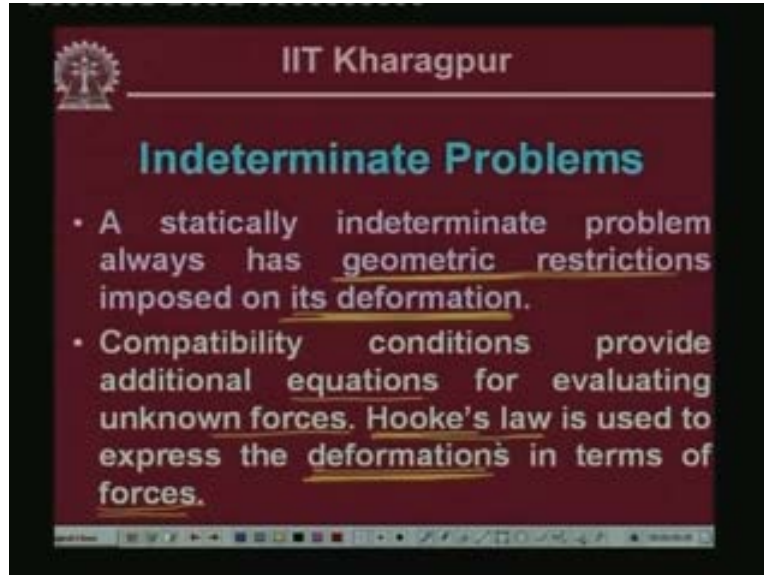 IIT Kharagpur
Indeterminate Problems
• A statically indeterminate problem
always has geometric restrictions
imposed on its deformation.
• Compatibility conditions provide
additional equations for evaluating
unknown forces. Hooke's law is used to
express the deformations in terms of
forces.